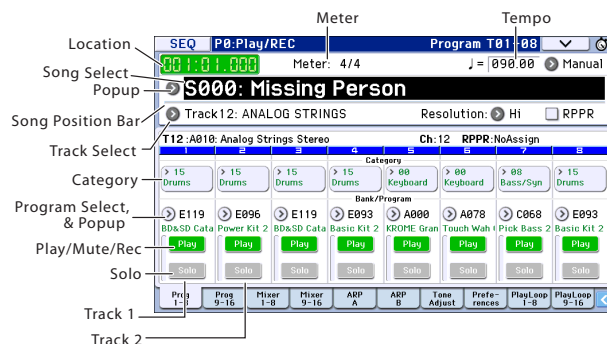 Meter
Tempo
Location
Song Select
Popup
Song Position Bar
Track Select
Category
Program Select,
& Popup
Play/Mute/Rec
Solo
Track 1
Track 2
SEQ P0:Play/REC Program T01-08
001:01.000 Meter: 4/4 ♩= 090.00 Manual
S000: Missing Person
Track12: ANALOG STRINGS Resolution: Hi RPPR
T12:A010: Analog Strings Stereo Ch:12 RPPR:NoAssign
1 2 3 4 5 6 7 8
Category
> 15 > 15 > 15 > 15 > 00 > 00 > 08 > 15
Drums Drums Drums Drums Keyboard Keyboard Bass/Syn Drums
Bank/Program
E119 E096 E119 E093 A000 A078 C068 E093
BD&SD Cata Power Kit 2 BD&SD Cata Basic Kit 2 KROME Gran Touch Wah Pick Bass 2 Basic Kit 2
Play Play Play Play Play Play Play Play
Solo Solo Solo Solo Solo Solo Solo Solo
Prog Prog Mixer Mixer ARP ARP Tone Prefe- PlayLoop PlayLoop
1-8 9-16 1-8 9-16 A B Adjust rences 1-8 9-16